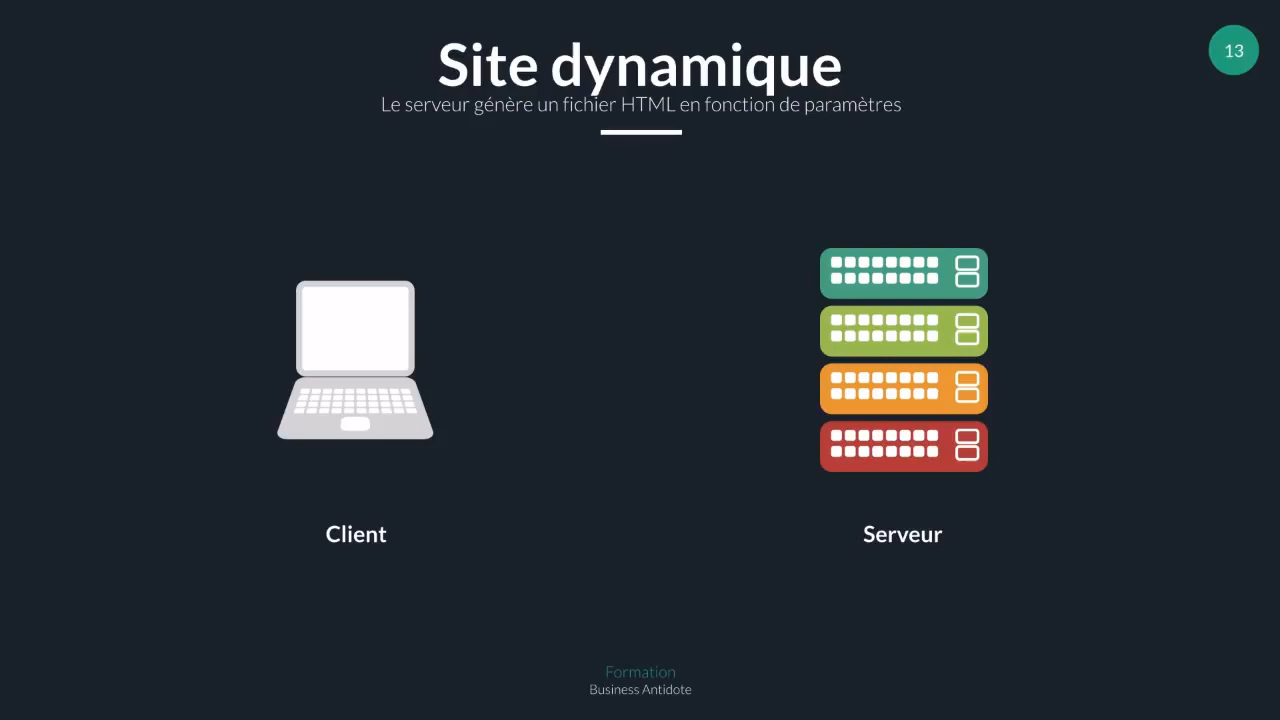 Site dynamique
13
Le serveur génère un fichier HTML en fonction de paramètres
Client
Serveur
Formation
Business Antidote